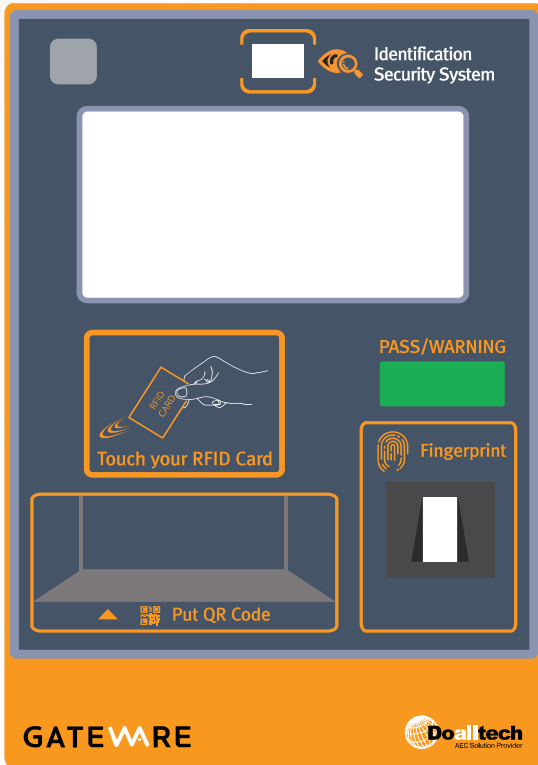 Identification
Security System
PASS/WARNING
RFID
CARD
Touch your RFID Card
Fingerprint
Put QR Code
GATEWARE
Doalltech
AEC Solution Provider